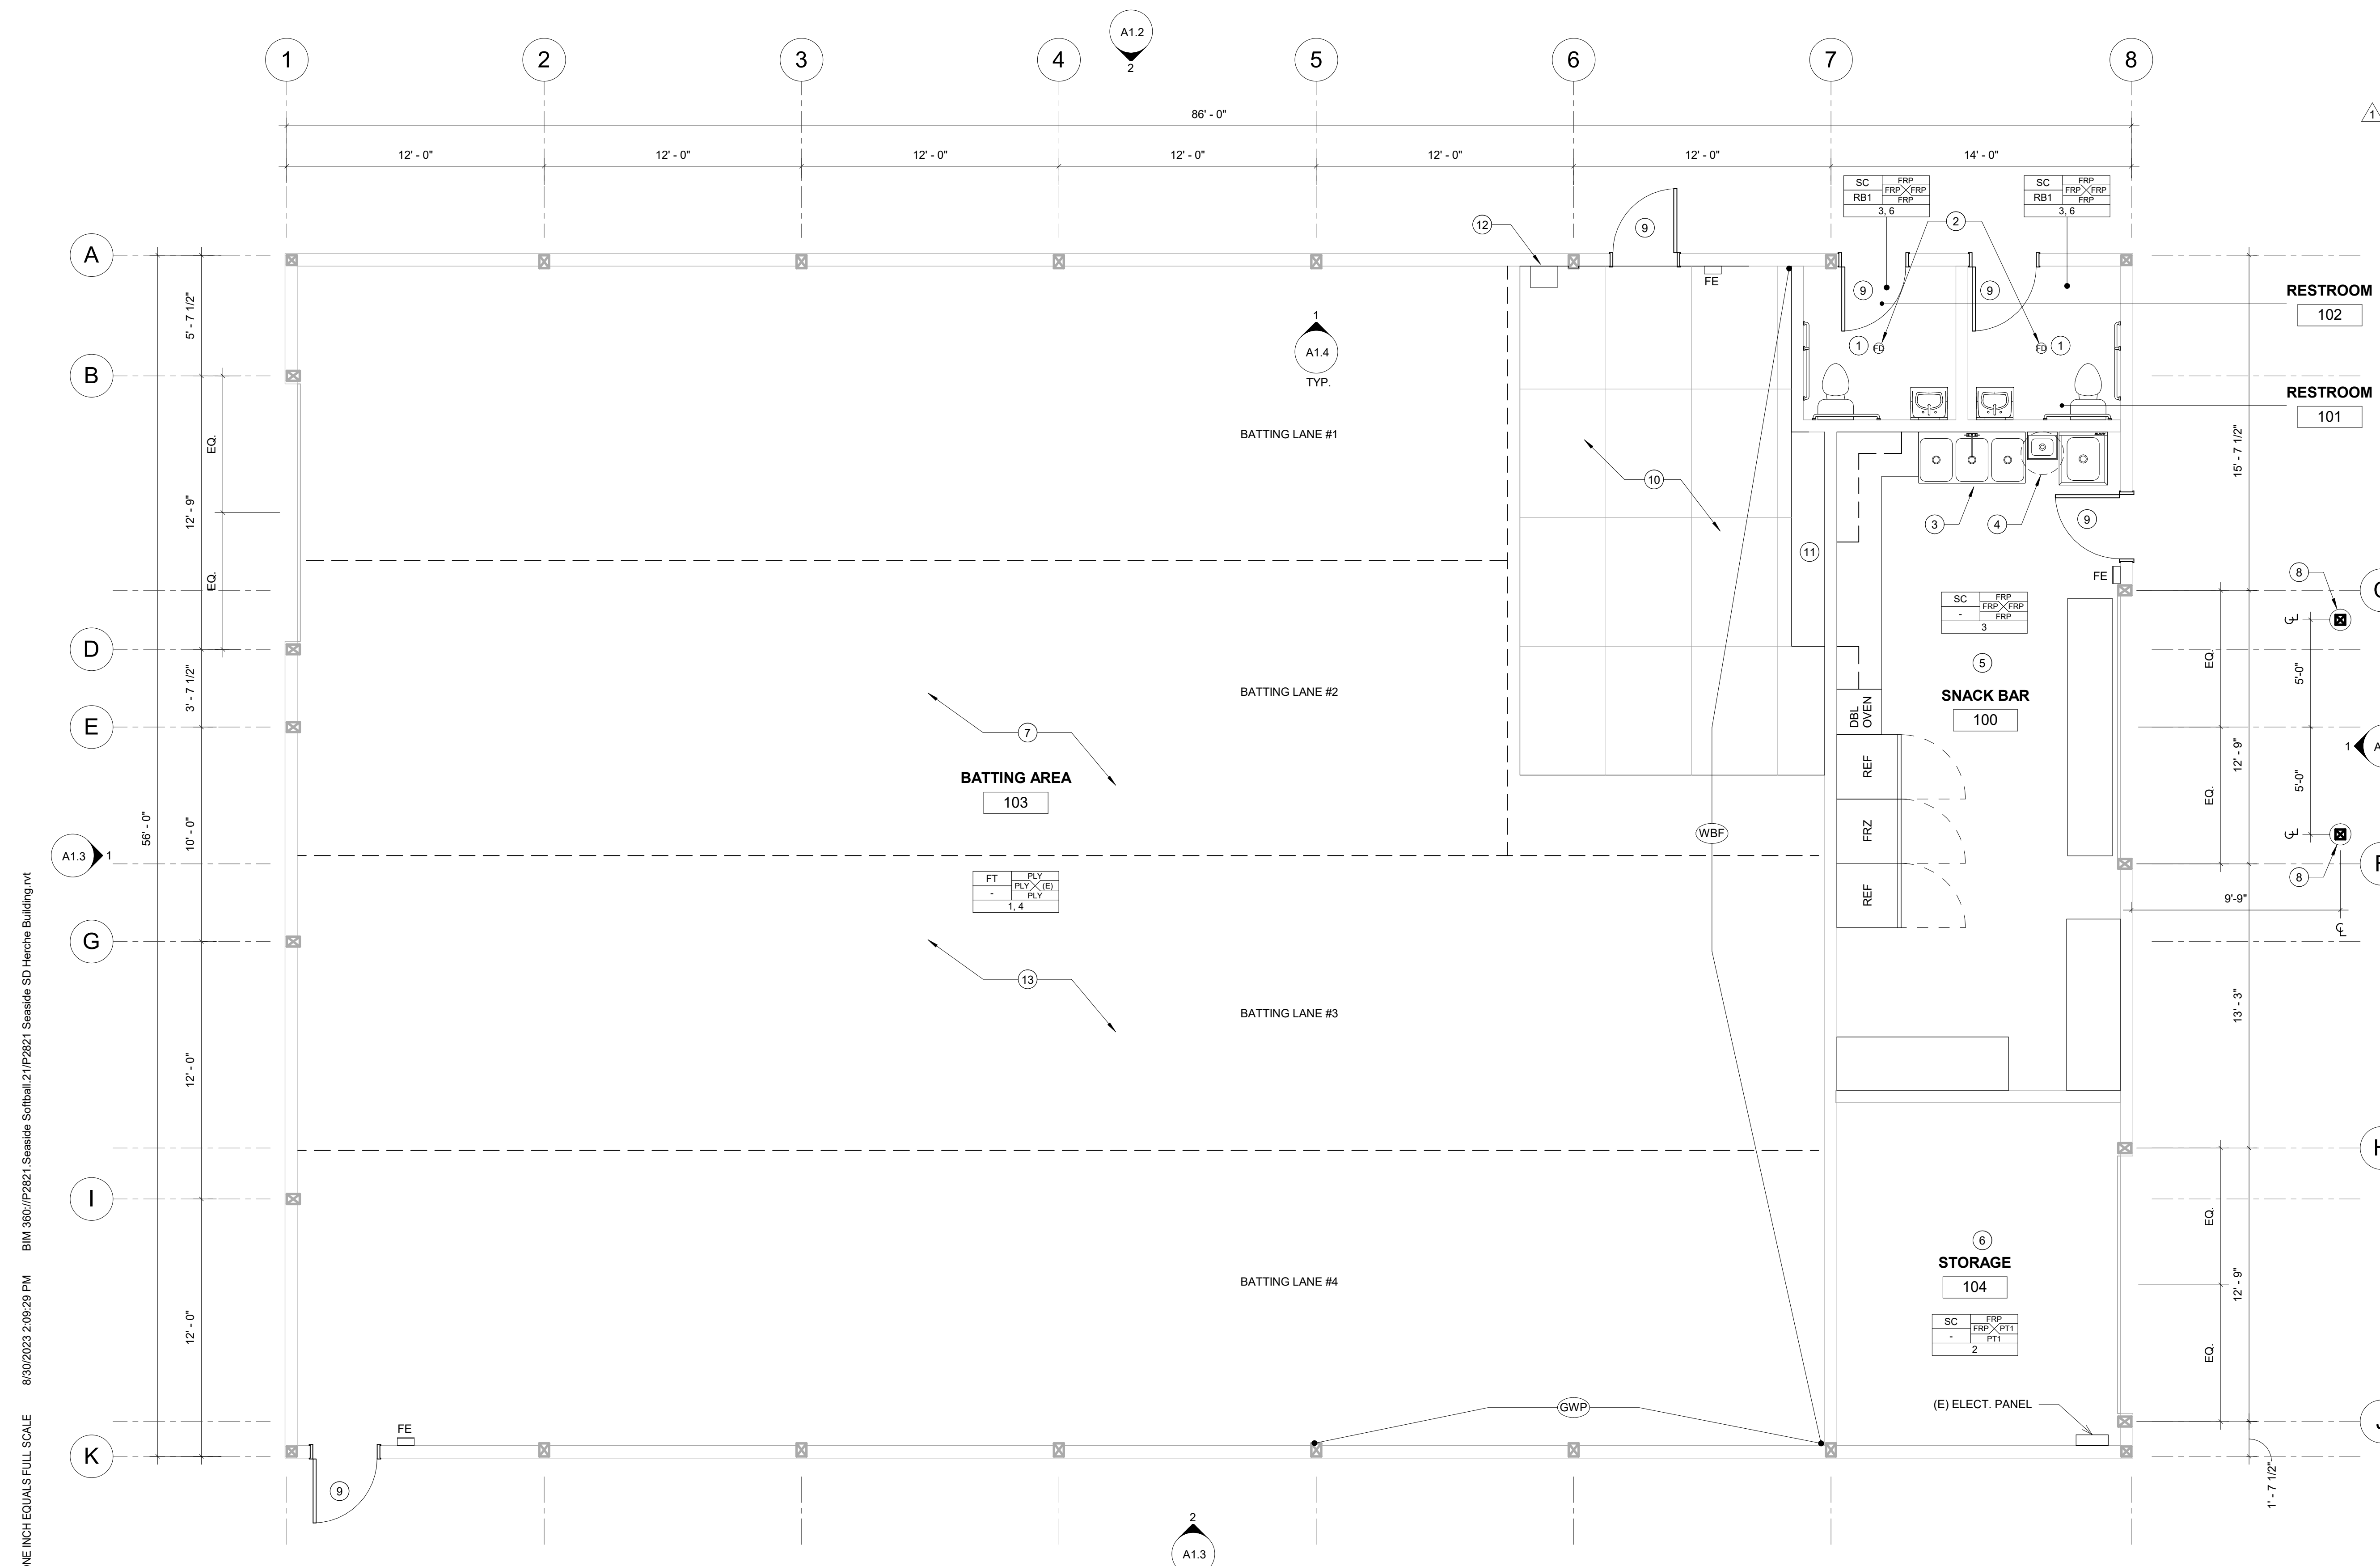 A1.2
2
1
2
3
4
5
6
7
8
1
86' - 0"
12' - 0"
12' - 0"
12' - 0"
12' - 0"
12' - 0"
12' - 0"
14' - 0"
SC
FRP
FRP
FRP
RB1
FRP
3, 6
SC
FRP
FRP
FRP
RB1
FRP
3, 6
2
12
9
A
FE
9
9
RESTROOM
102
5' - 7 1/2"
1
A1.4
TYP.
1
FD
FD
1
B
RESTROOM
101
EQ.
BATTING LANE #1
15' - 7 1/2"
10
12' - 9"
3
4
9
11
8
FE
EQ.
SC
FRP
FRP
FRP
-
FRP
3
℄
D
5
EQ.
5'-0"
3' - 7 1/2"
BATTING LANE #2
SNACK BAR
100
DBL
OVEN
E
7
1
REF
12' - 9"
BATTING AREA
103
EQ.
5'-0"
56' - 0"
10' - 0"
WBF
FRZ
℄
A1.3
1
FT
PLY
PLY
(E)
-
PLY
1, 4
REF
8
9'-9"
℄
G
13
BATTING LANE #3
13' - 3"
12' - 0"
I
EQ.
6
STORAGE
104
BATTING LANE #4
12' - 9"
12' - 0"
SC
FRP
FRP
PT1
-
PT1
2
EQ.
(E) ELECT. PANEL
GWP
FE
K
9
1' - 7 1/2"
2
A1.3
BIM 360://P2821.Seaside Softball.21/P2821 Seaside SD Herche Building.rvt
8/30/2023 2:09:29 PM
INCH EQUALS FULL SCALE